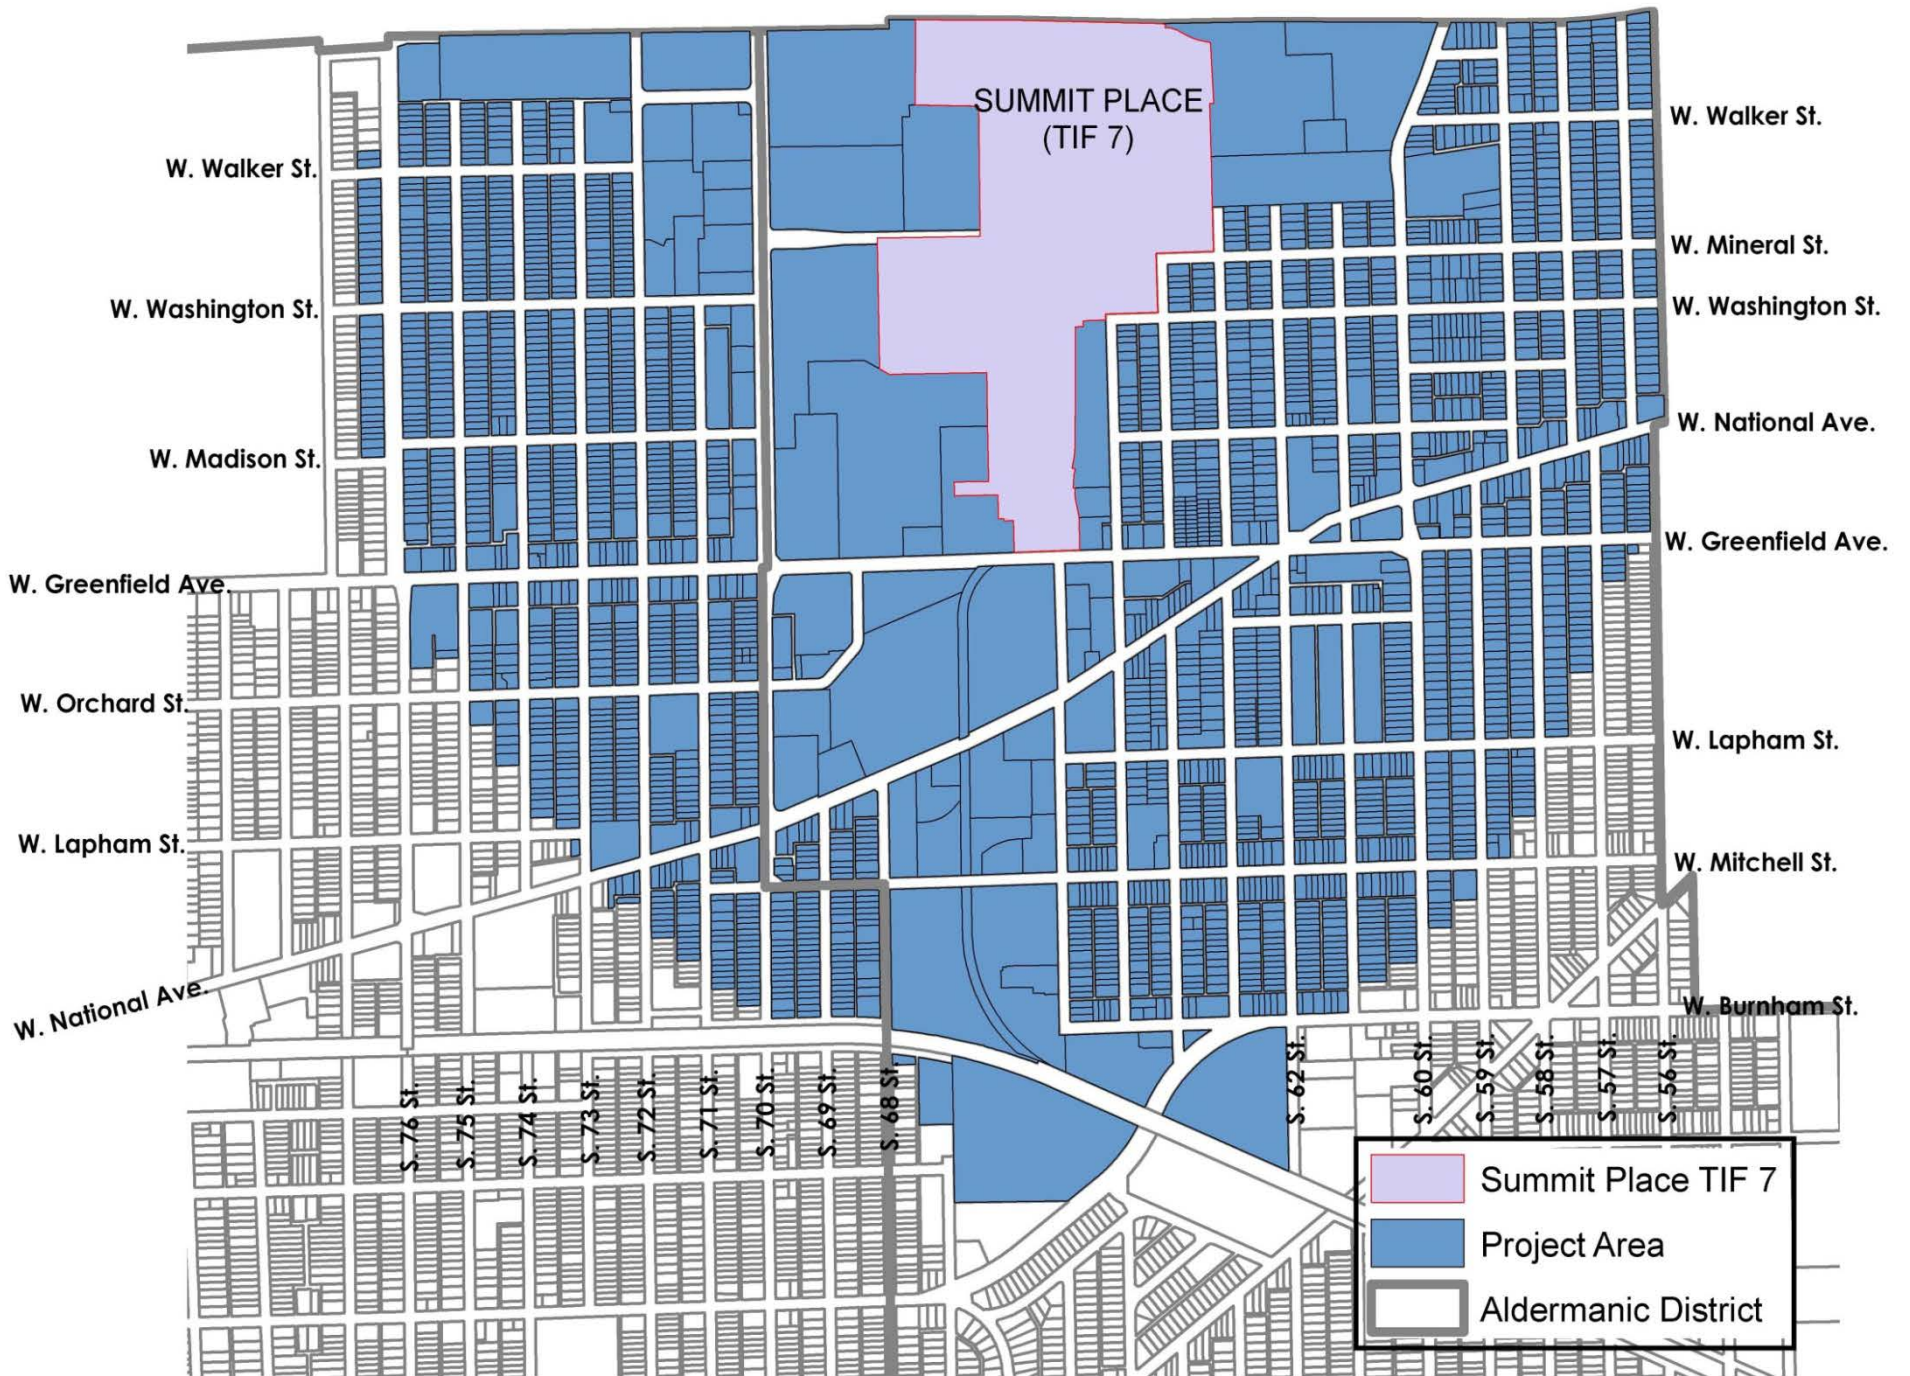 SUMMIT PLACE
(TIF 7)
W. Walker St.
W. Walker St.
W. Mineral St.
W. Washington St.
W. Washington St.
W. National Ave.
W. Madison St.
W. Greenfield Ave.
W. Greenfield Ave.
W. Orchard St.
W. Lapham St.
W. Lapham St.
W. Mitchell St.
W. National Ave.
W. Burnham St.
S. 76 St.
S. 75 St.
S. 74 St.
S. 73 St.
S. 72 St.
S. 71 St.
S. 70 St.
S. 69 St.
S. 68 St.
S. 62 St.
S. 60 St.
S. 59 St.
S. 58 St.
S. 57 St.
S. 56 St.
Summit Place TIF 7
Project Area
Aldermanic District